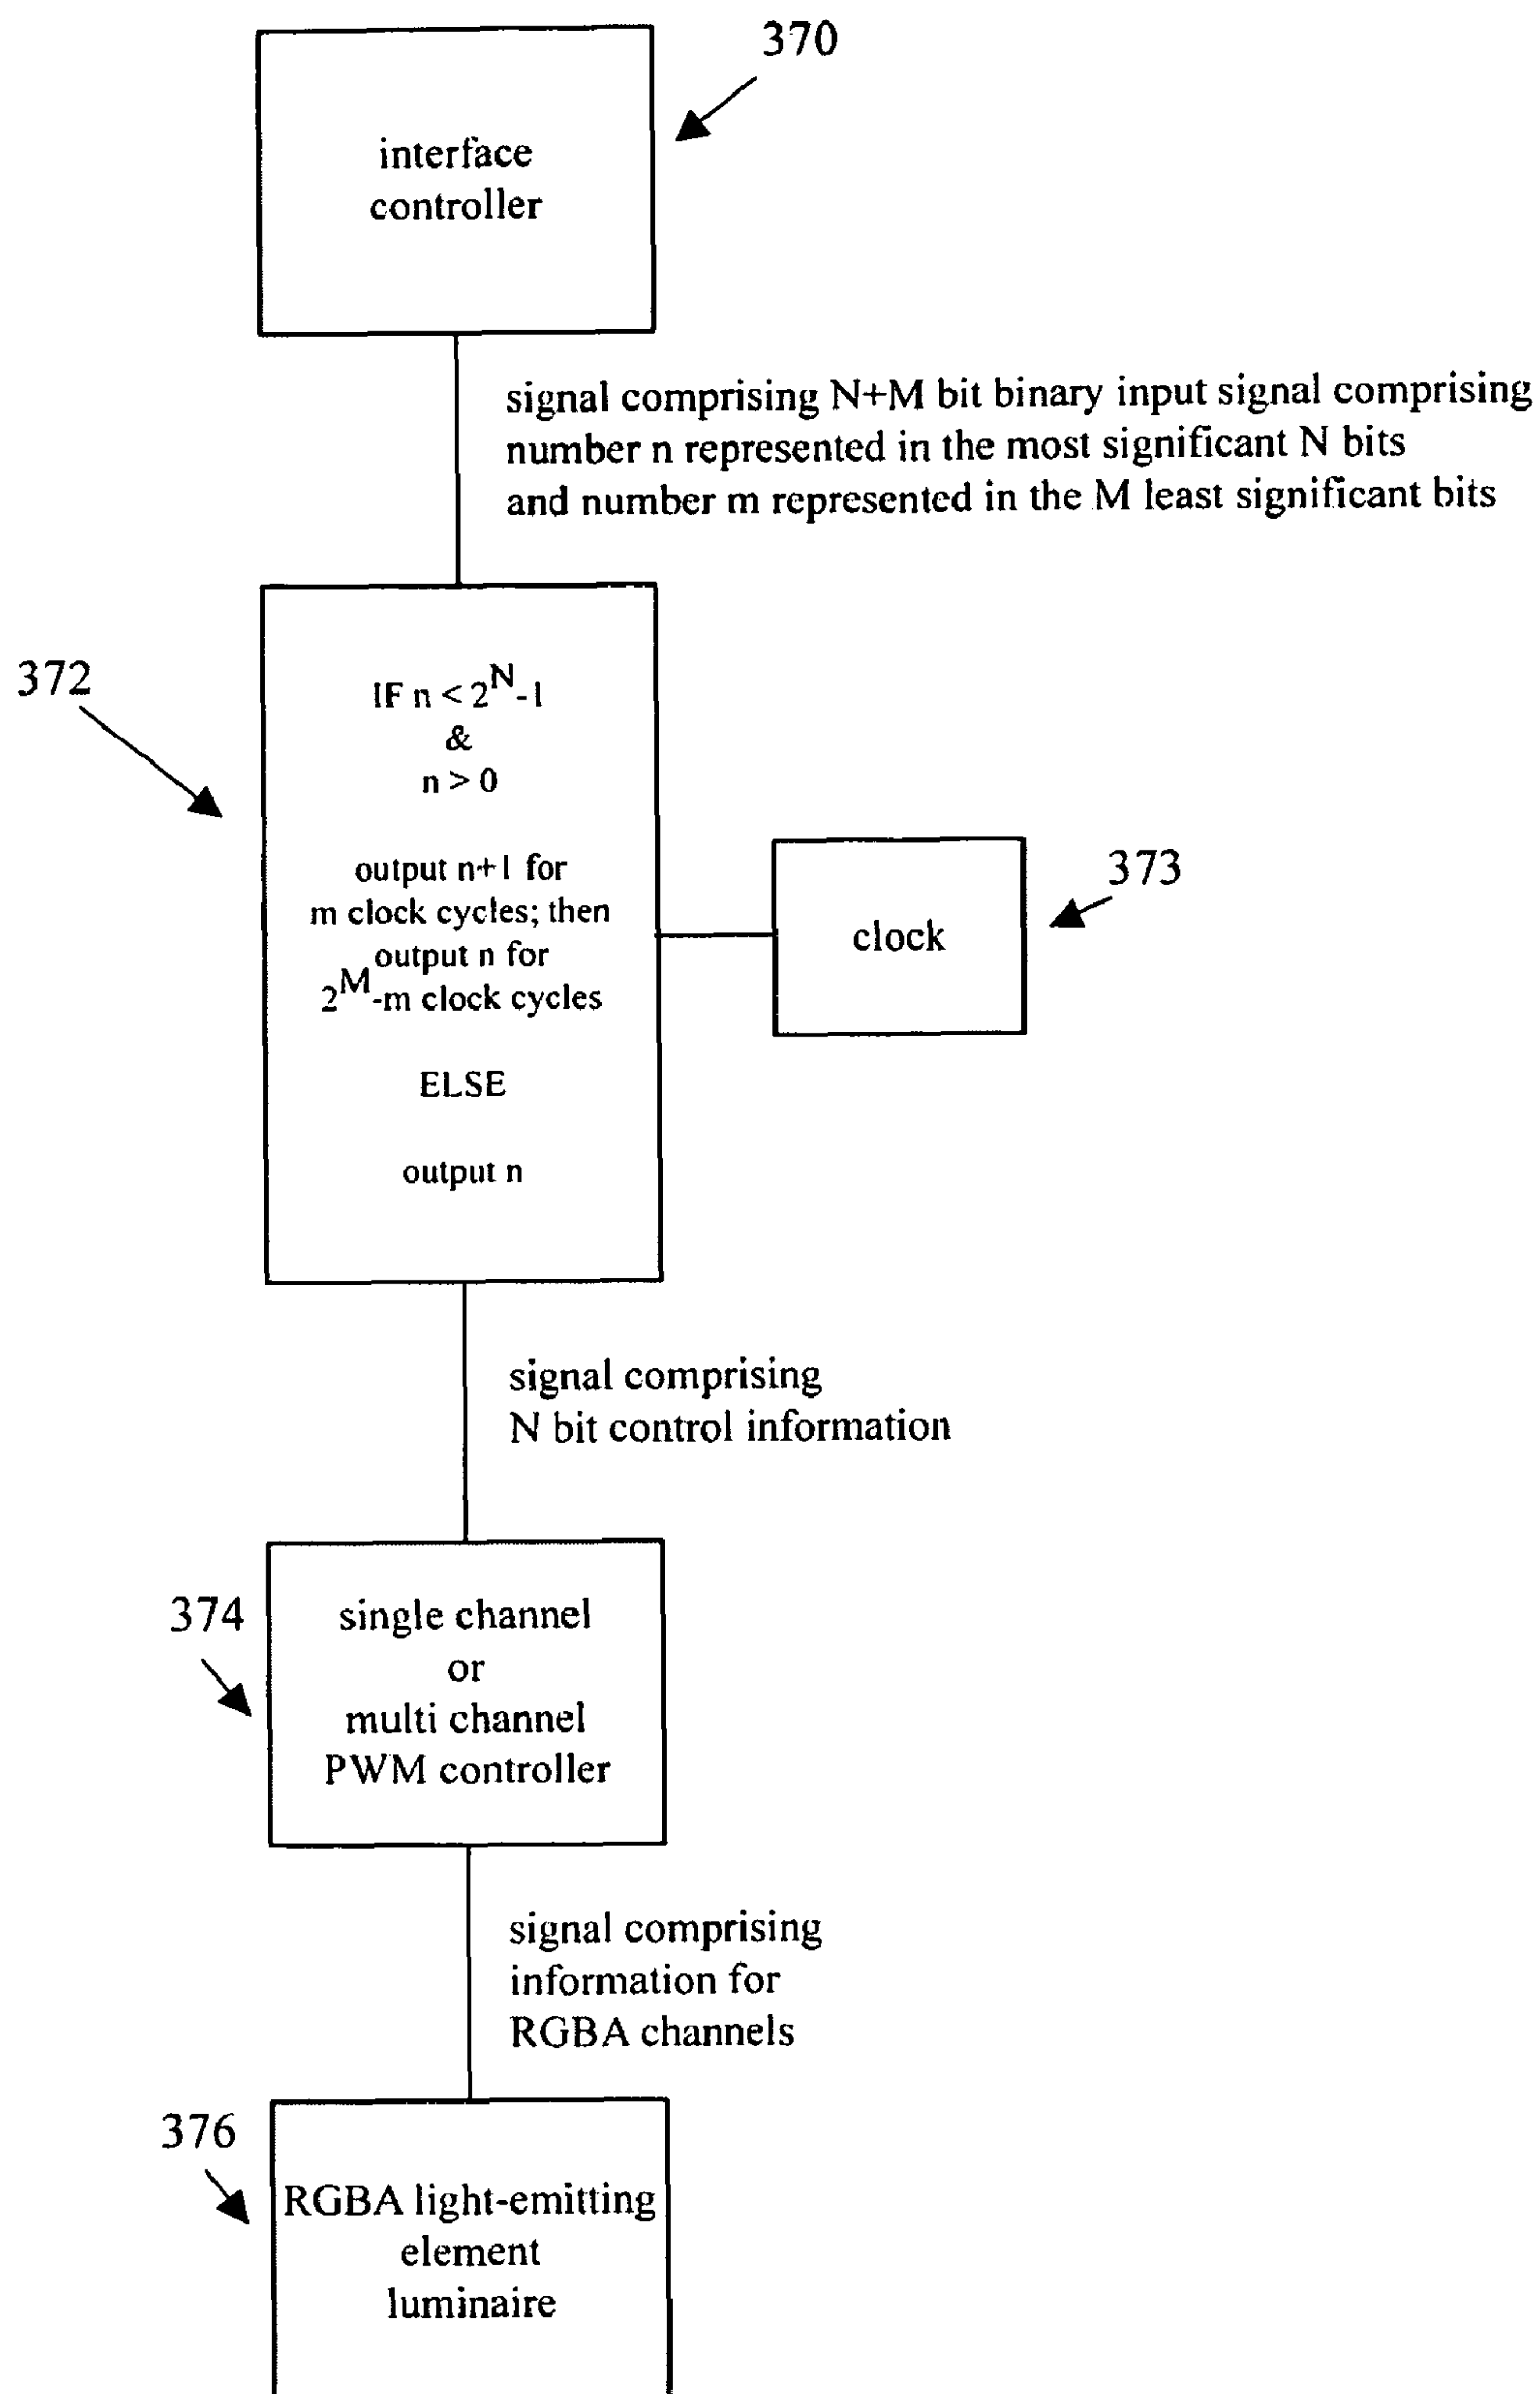 370
interface
controller
signal comprising N+M bit binary input signal comprising
number n represented in the most significant N bits
and number m represented in the M least significant bits
372
IF n < 2^N-1
&
n > 0
output n+1 for
m clock cycles; then
output n for
2^M-m clock cycles
ELSE
output n
373
clock
signal comprising
N bit control information
374
single channel
or
multi channel
PWM controller
signal comprising
information for
RGBA channels
376
RGBA light-emitting
element
luminaire